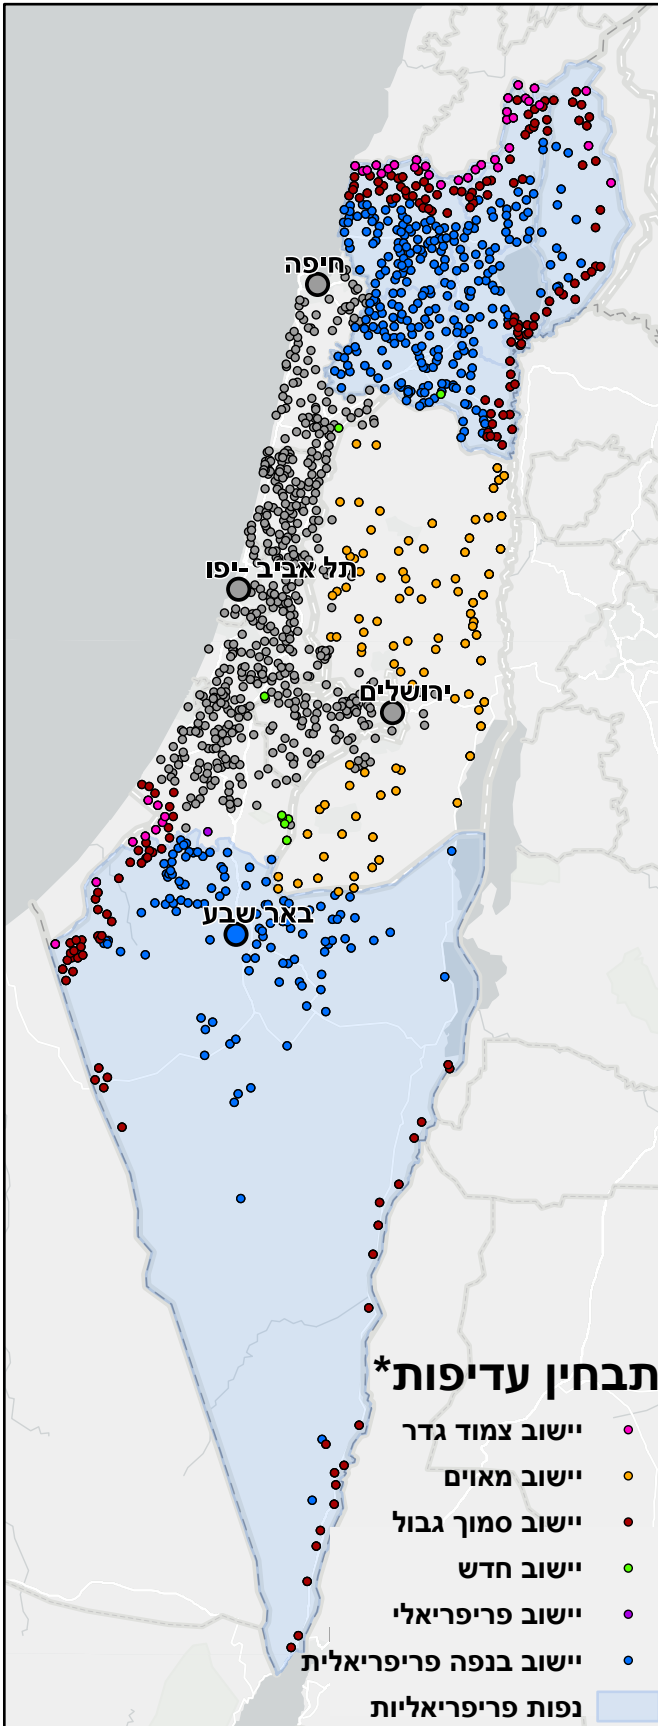 חיפה
תל אביב -יפו
ירושלים
באר שבע
תבחין עדיפות*
יישוב צמוד גדר
יישוב מאוים
יישוב סמוך גבול
יישוב חדש
יישוב פריפריאלי
יישוב בנפה פריפריאלית
נפות פריפריאליות